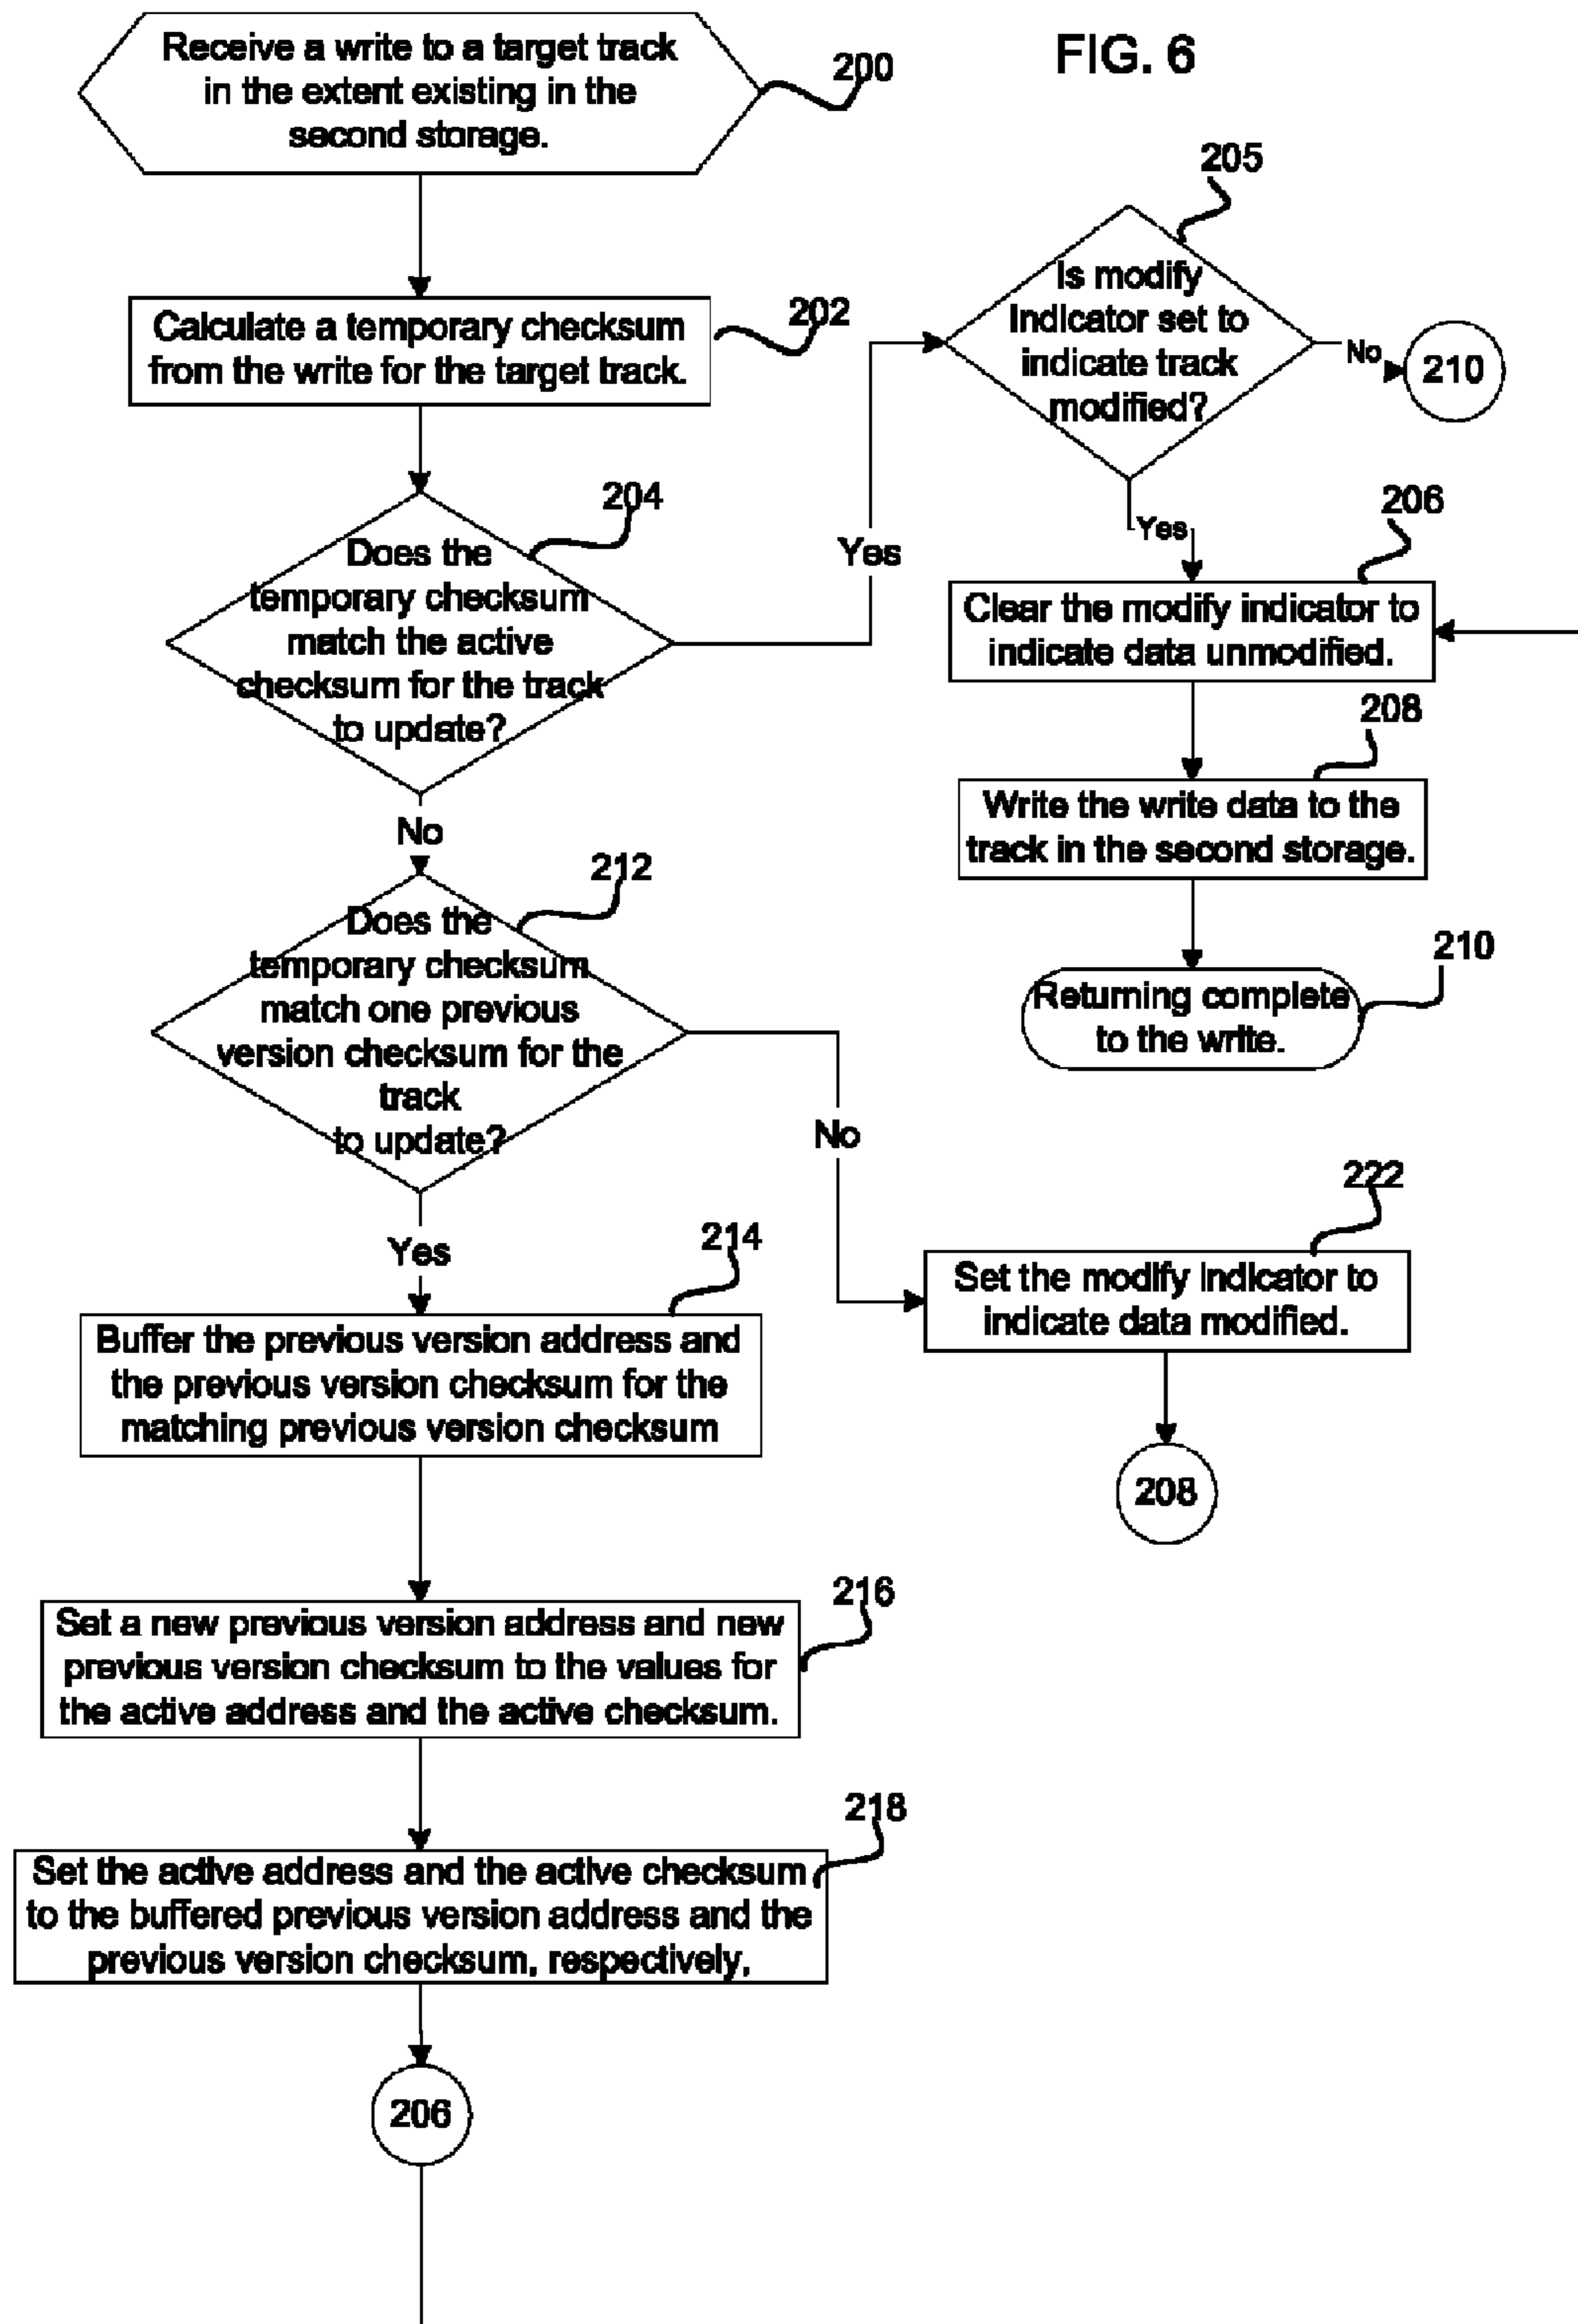 FIG. 6
Receive a write to a target track
in the extent existing in the
second storage.
200
Calculate a temporary checksum
from the write for the target track.
202
Does the
temporary checksum
match the active
checksum for the track
to update?
204
Yes
No
205
Is modify
Indicator set to
indicate track
modified?
No
210
Yes
206
Clear the modify indicator to
indicate data unmodified.
208
Write the write data to the
track in the second storage.
210
Returning complete
to the write.
212
Does the
temporary checksum
match one previous
version checksum for the
track
to update?
No
Yes
222
Set the modify indicator to
indicate data modified.
208
214
Buffer the previous version address and
the previous version checksum for the
matching previous version checksum
216
Set a new previous version address and new
previous version checksum to the values for
the active address and the active checksum.
218
Set the active address and the active checksum
to the buffered previous version address and the
previous version checksum, respectively,
206